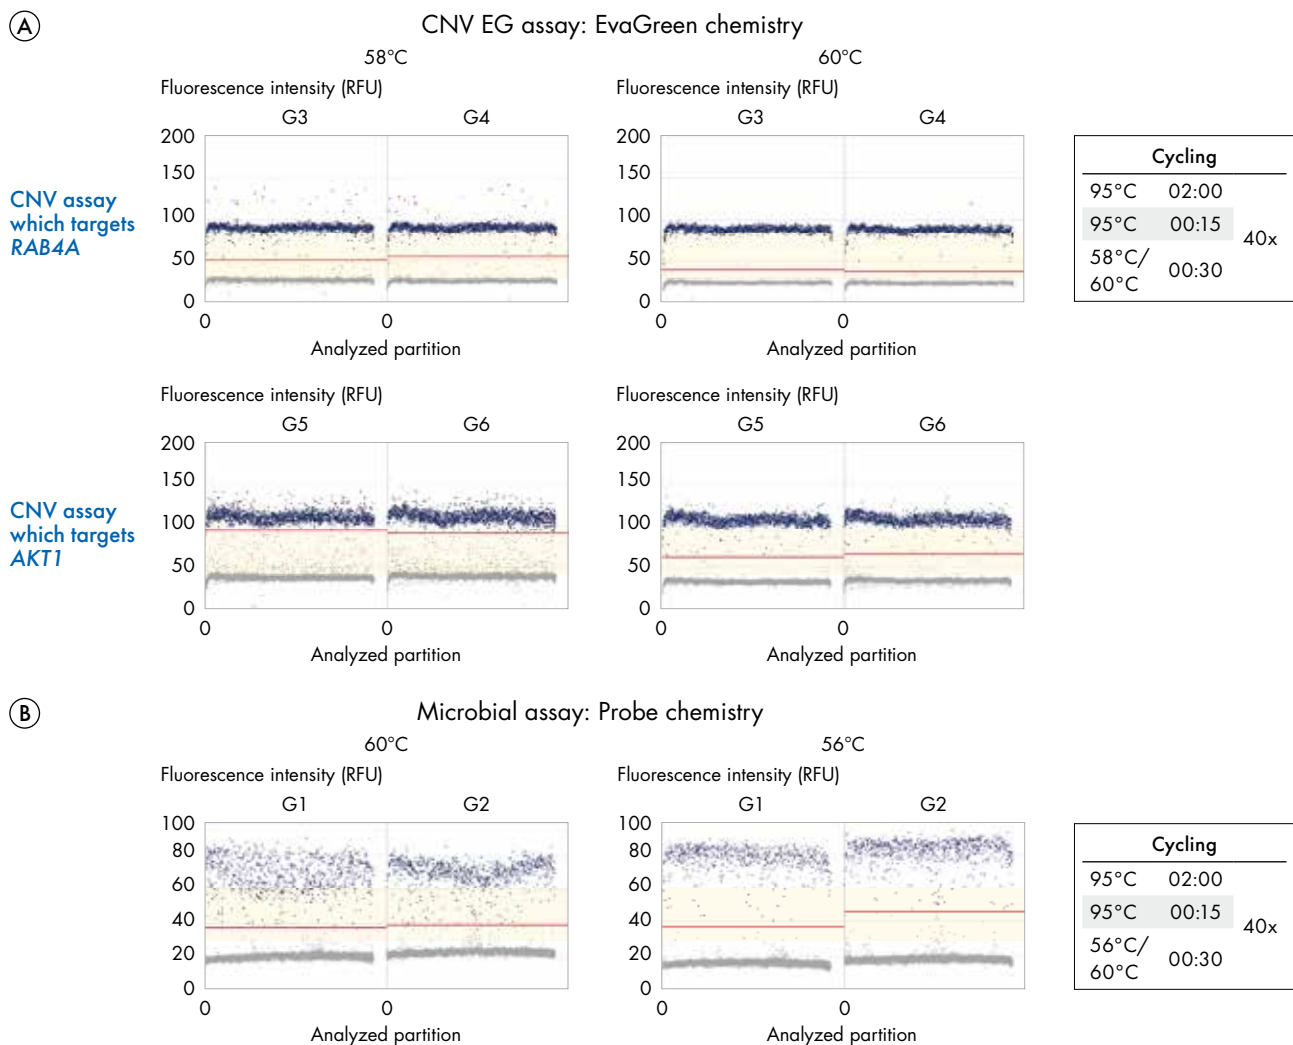 A
CNV EG assay: EvaGreen chemistry
58°C
60°C
Fluorescence intensity (RFU)
Fluorescence intensity (RFU)
G3
G4
G3
G4
CNV assay
which targets
RAB4A
200
150
100
50
0
200
150
100
50
0
0
0
0
0
Analyzed partition
Analyzed partition
Cycling
95°C 02:00
95°C 00:15
58°C/
60°C 00:30
40x
Fluorescence intensity (RFU)
Fluorescence intensity (RFU)
G5
G6
G5
G6
CNV assay
which targets
AKT1
200
150
100
50
0
200
150
100
50
0
0
0
0
0
Analyzed partition
Analyzed partition
B
Microbial assay: Probe chemistry
60°C
56°C
Fluorescence intensity (RFU)
Fluorescence intensity (RFU)
G1
G2
G1
G2
100
80
60
40
20
0
100
80
60
40
20
0
0
0
0
0
Analyzed partition
Analyzed partition
Cycling
95°C 02:00
95°C 00:15
56°C/
60°C 00:30
40x